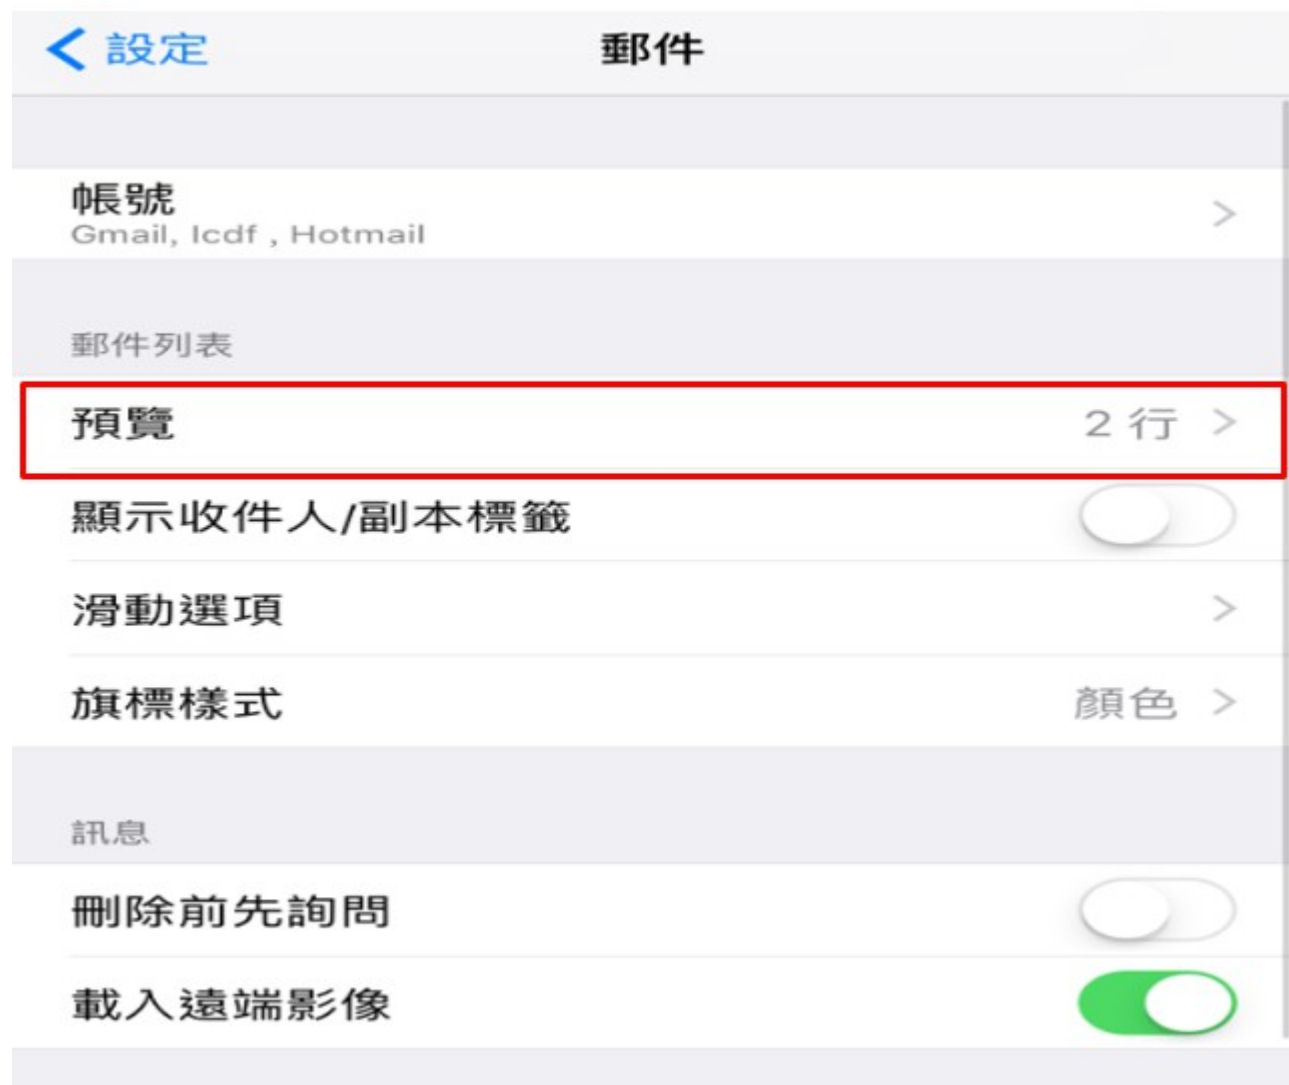 設定
郵件
帳號
Gmail, Icdf , Hotmail
郵件列表
預覽
2 行
顯示收件人/副本標籤
滑動選項
旗標樣式
顏色
訊息
刪除前先詢問
載入遠端影像